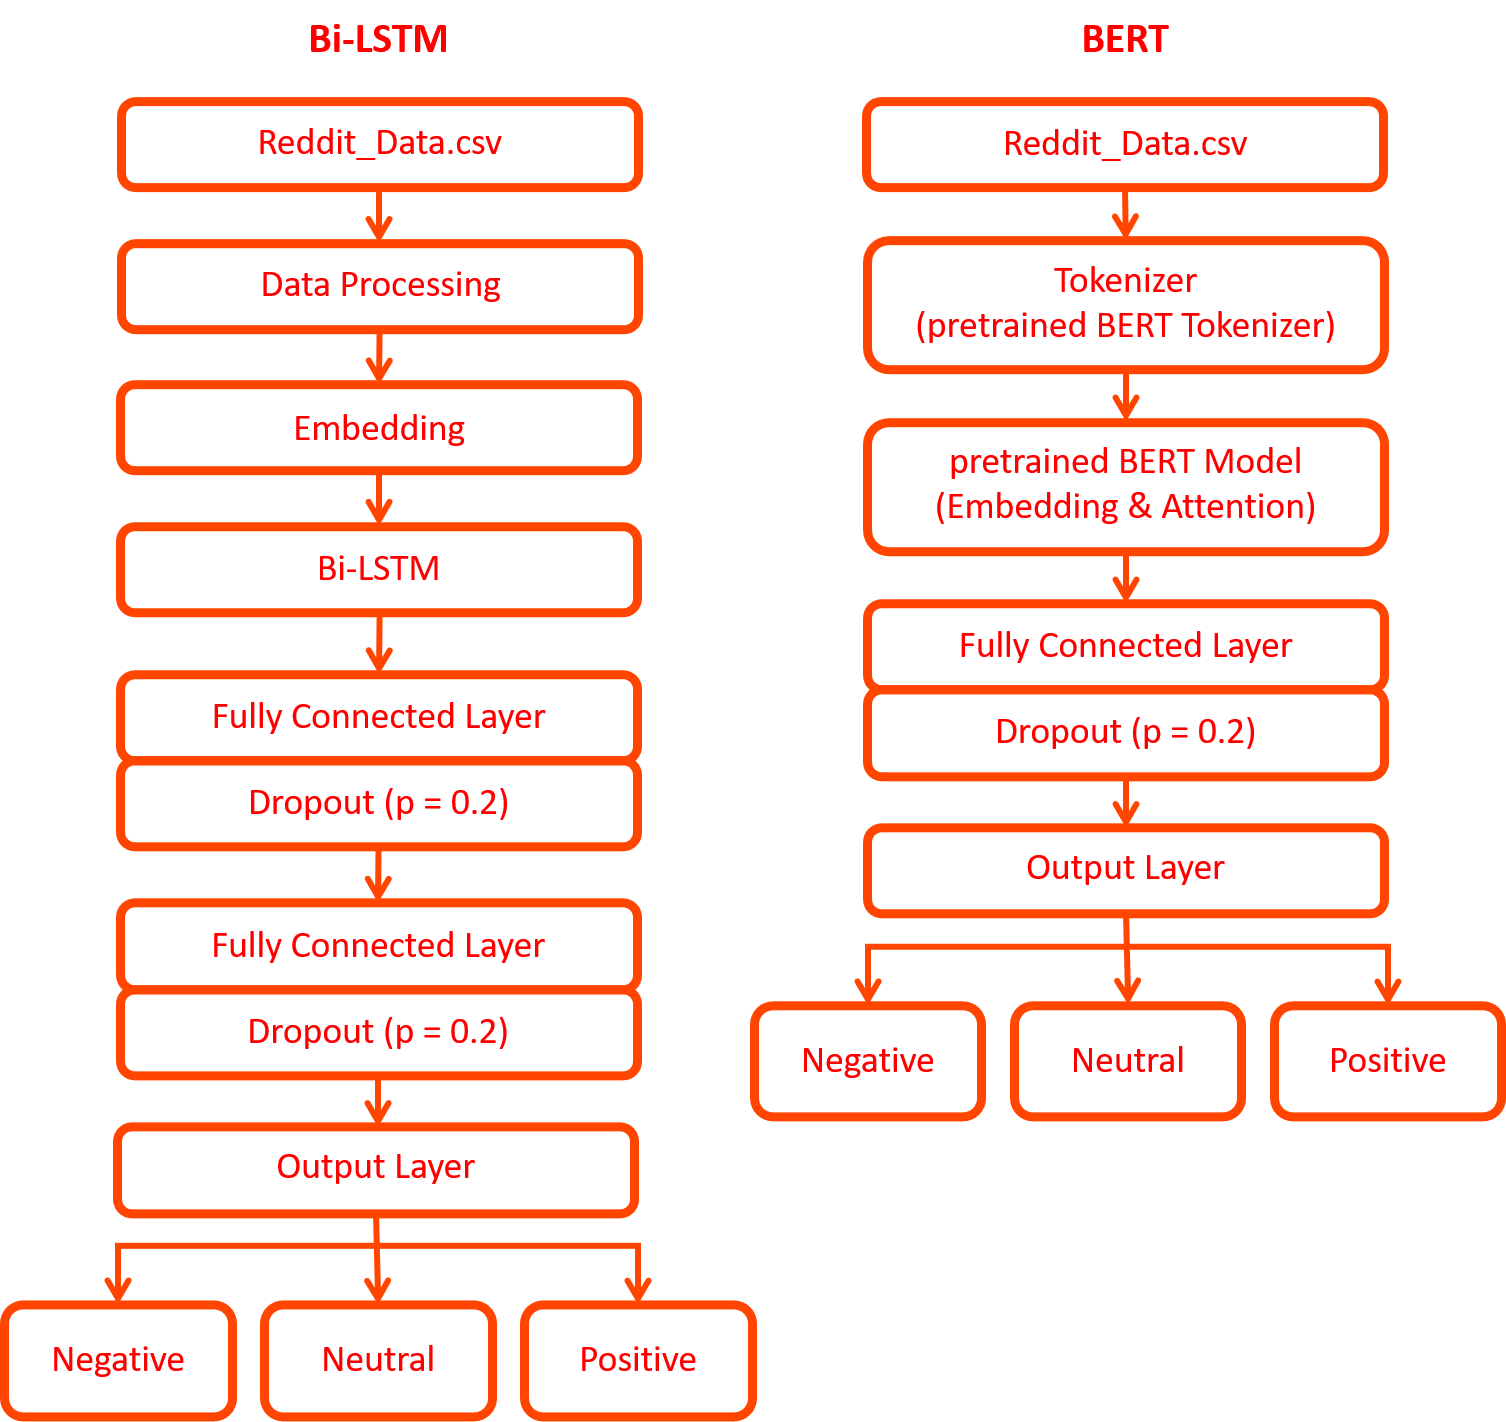 Bi-LSTM
Reddit_Data.csv
Data Processing
Embedding
Bi-LSTM
Fully Connected Layer
Dropout (p = 0.2)
Fully Connected Layer
Dropout (p = 0.2)
Output Layer
Negative
Neutral
Positive
BERT
Reddit_Data.csv
Tokenizer
(pretrained BERT Tokenizer)
pretrained BERT Model
(Embedding & Attention)
Fully Connected Layer
Dropout (p = 0.2)
Output Layer
Negative
Neutral
Positive